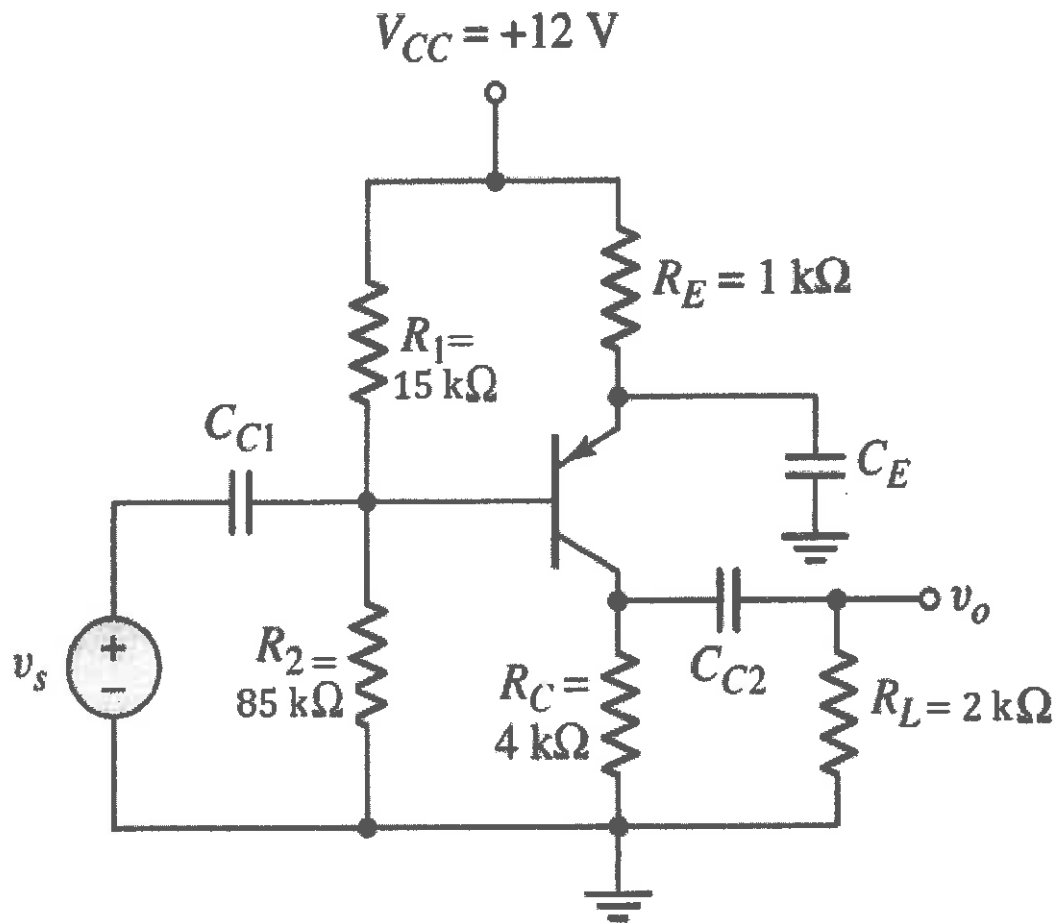 V_CC = +12 V
R_E = 1 kΩ
R_1 =
15 kΩ
C_C1
C_E
v_s
+
−
R_2 =
85 kΩ
R_C =
4 kΩ
C_C2
v_o
R_L = 2 kΩ